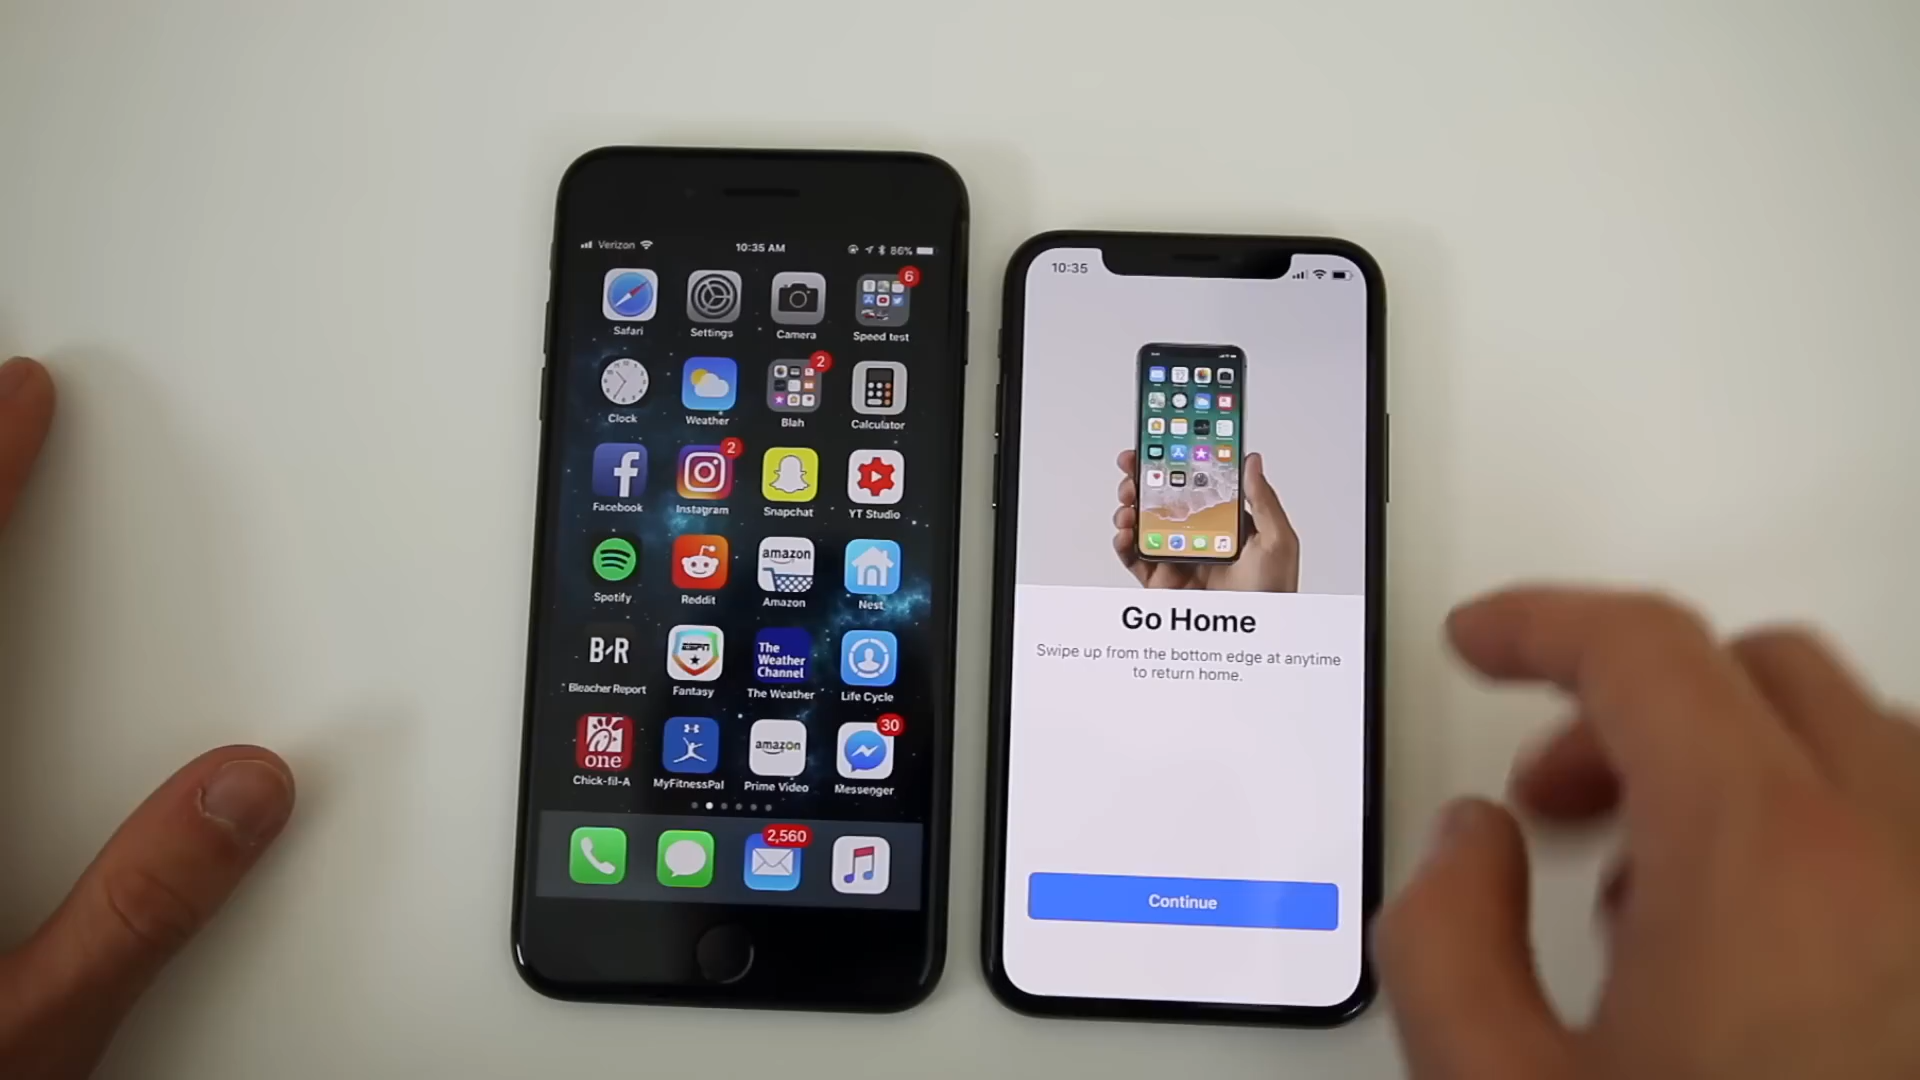 Verizon
10:35 AM
86%
6
Safari
Settings
Camera
Speed test
2
Clock
Weather
Blah
Calculator
2
Facebook
Instagram
Snapchat
YT Studio
amazon
Spotify
Reddit
Amazon
Nest
B-R
ESPN
The
Weather
Channel
Bleacher Report
Fantasy
The Weather
Life Cycle
one
amazon
30
Chick-fil-A
MyFitnessPal
Prime Video
Messenger
2,560
10:35
Go Home
Swipe up from the bottom edge at anytime
to return home.
Continue